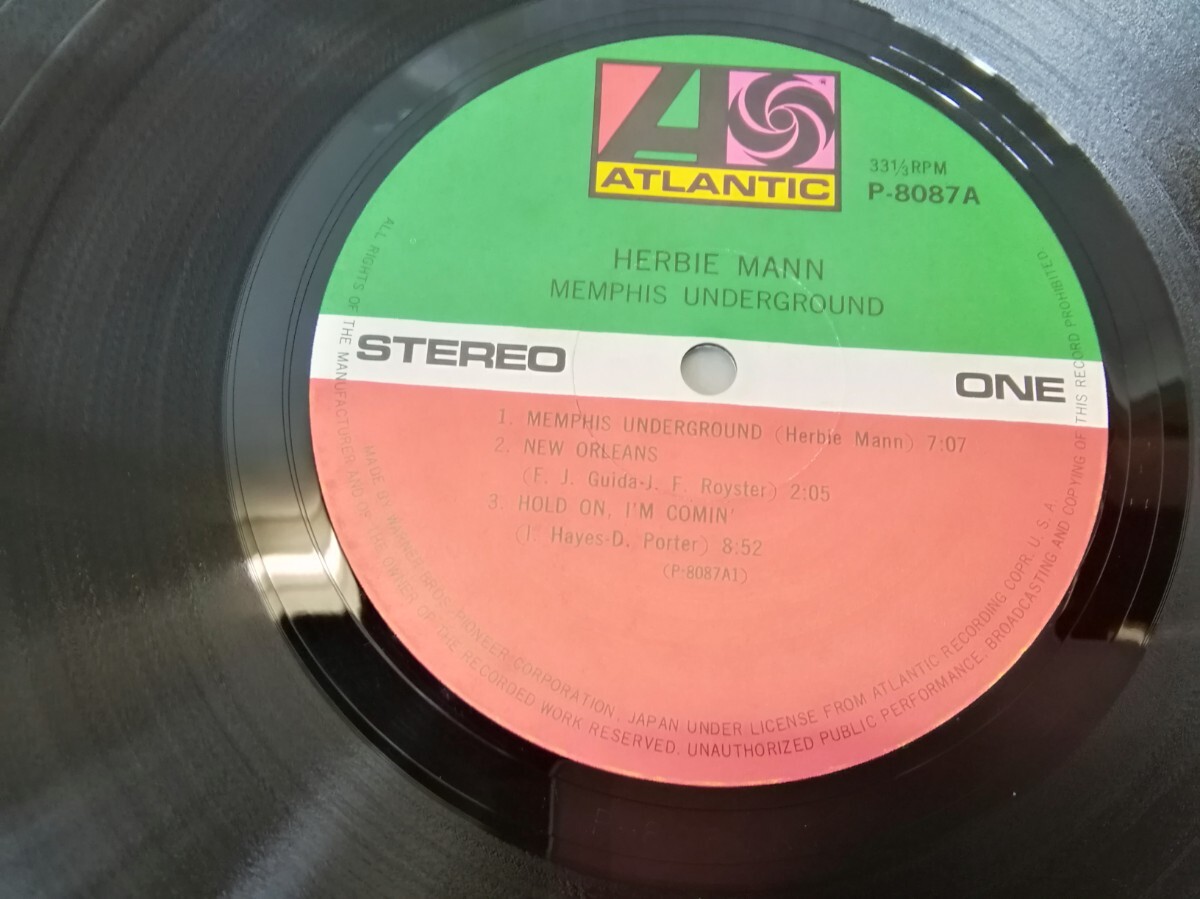 A
ATLANTIC
33⅓ RPM
P-8087A
HERBIE MANN
MEMPHIS UNDERGROUND
STEREO
ONE
1. MEMPHIS UNDERGROUND (Herbie Mann) 7:07
2. NEW ORLEANS
(F. J. Guida-J. F. Royster) 2:05
3. HOLD ON, I'M COMIN'
(I. Hayes-D. Porter) 8:52
(P-8087A1)
ALL RIGHTS OF THE MANUFACTURER AND OF THE OWNER OF THE RECORDED WORK RESERVED. UNAUTHORIZED PUBLIC PERFORMANCE, BROADCASTING AND COPYING OF THIS RECORD PROHIBITED.
MADE BY WARNER BROS.-PIONEER CORPORATION, JAPAN UNDER LICENSE FROM ATLANTIC RECORDING COPR. U.S.A.